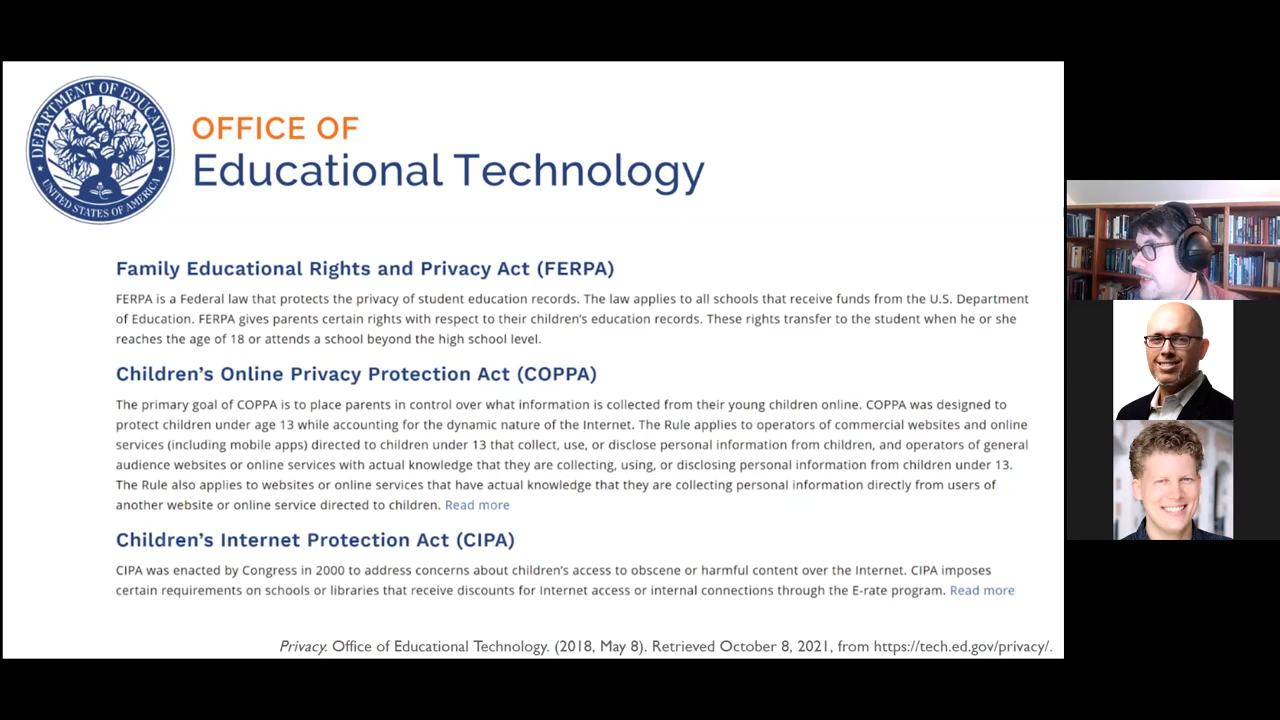 DEPARTMENT OF EDUCATION
UNITED STATES OF AMERICA
OFFICE OF
Educational Technology
Family Educational Rights and Privacy Act (FERPA)
FERPA is a Federal law that protects the privacy of student education records. The law applies to all schools that receive funds from the U.S. Department
of Education. FERPA gives parents certain rights with respect to their children's education records. These rights transfer to the student when he or she
reaches the age of 18 or attends a school beyond the high school level.
Children's Online Privacy Protection Act (COPPA)
The primary goal of COPPA is to place parents in control over what information is collected from their young children online. COPPA was designed to
protect children under age 13 while accounting for the dynamic nature of the Internet. The Rule applies to operators of commercial websites and online
services (including mobile apps) directed to children under 13 that collect, use, or disclose personal information from children, and operators of general
audience websites or online services with actual knowledge that they are collecting, using, or disclosing personal information from children under 13.
The Rule also applies to websites or online services that have actual knowledge that they are collecting personal information directly from users of
another website or online service directed to children. Read more
Children's Internet Protection Act (CIPA)
CIPA was enacted by Congress in 2000 to address concerns about children's access to obscene or harmful content over the Internet. CIPA imposes
certain requirements on schools or libraries that receive discounts for Internet access or internal connections through the E-rate program. Read more
Privacy. Office of Educational Technology. (2018, May 8). Retrieved October 8, 2021, from https://tech.ed.gov/privacy/.